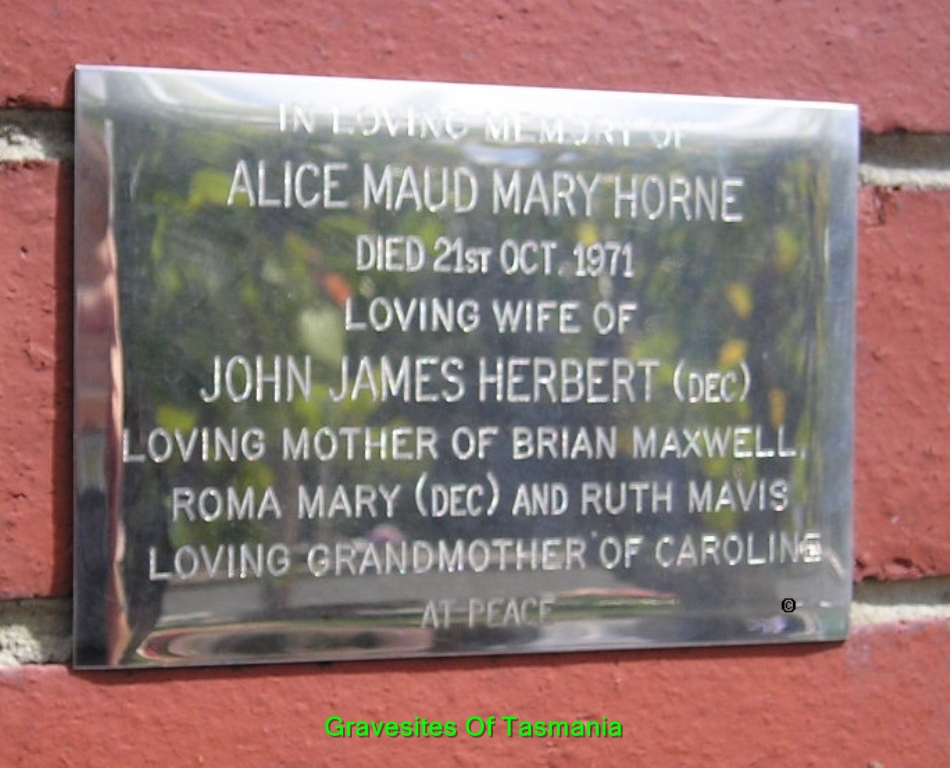 IN LOVING MEMORY OF
ALICE MAUD MARY HORNE
DIED 21ST OCT. 1971
LOVING WIFE OF
JOHN JAMES HERBERT (DEC)
LOVING MOTHER OF BRIAN MAXWELL,
ROMA MARY (DEC) AND RUTH MAVIS
LOVING GRANDMOTHER OF CAROLINE
AT PEACE
©
Gravesites Of Tasmania